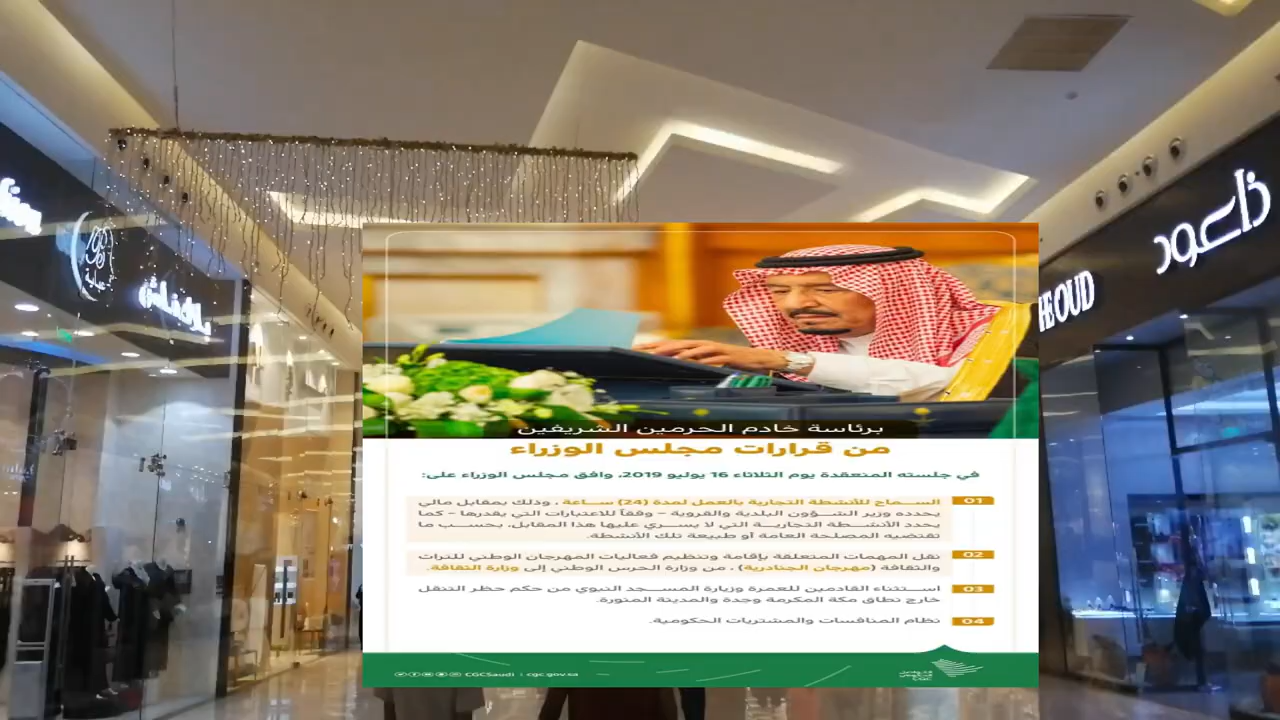 ذا عود
THE OUD
عباية
برئاسة خادم الحرمين الشريفين
من قرارات مجلس الوزراء
في جلسته المنعقدة يوم الثلاثاء 16 يوليو 2019، وافق مجلس الوزراء على:
01 السماح للأنشطة التجارية بالعمل لمدة (24) ساعة ، وذلك بمقابل مالي
يحدده وزير الشؤون البلدية والقروية – وفقاً للاعتبارات التي يقدرها – كما
يحدد الأنشطة التجارية التي لا يسري عليها هذا المقابل، بحسب ما
تقتضيه المصلحة العامة أو طبيعة تلك الأنشطة.
02 نقل المهمات المتعلقة بإقامة وتنظيم فعاليات المهرجان الوطني للتراث
والثقافة (مهرجان الجنادرية) ، من وزارة الحرس الوطني إلى وزارة الثقافة.
03 استثناء القادمين للعمرة وزيارة المسجد النبوي من حكم حظر التنقل
خارج نطاق مكة المكرمة وجدة والمدينة المنورة.
04 نظام المنافسات والمشتريات الحكومية.
CGCSaudi | cgc.gov.sa